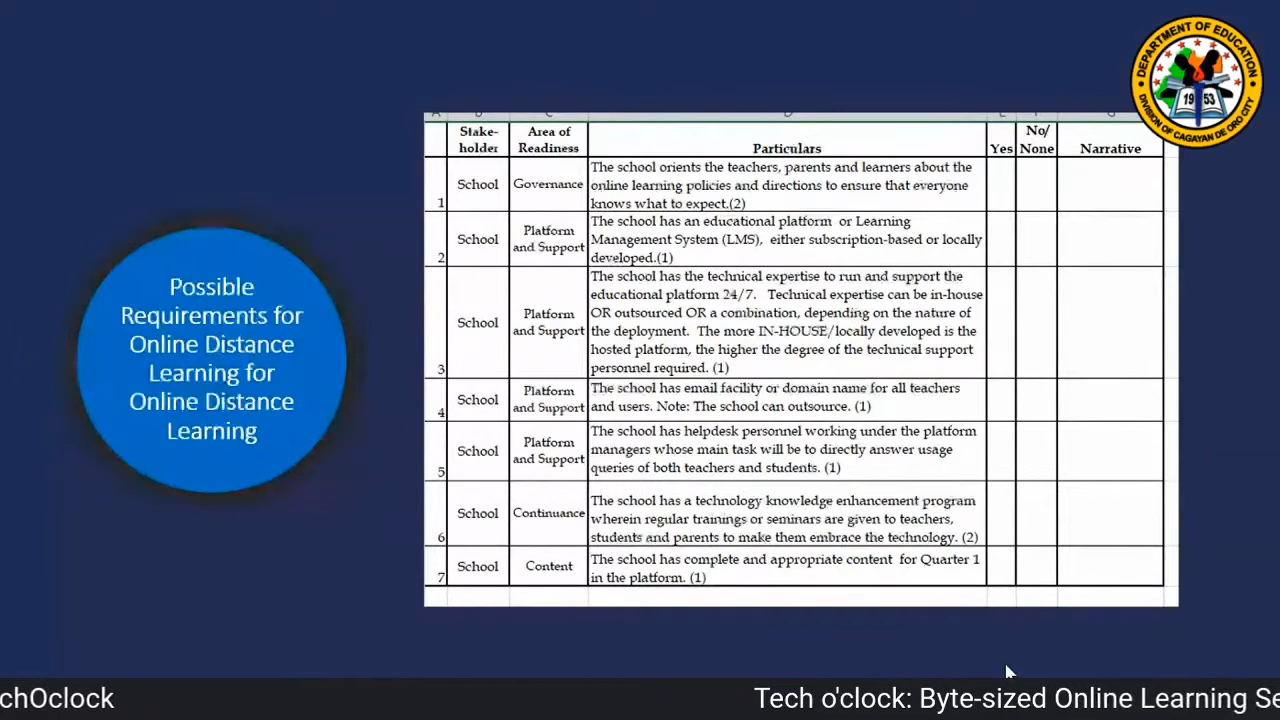 DEPARTMENT OF EDUCATION
19 53
DIVISION OF CAGAYAN DE ORO CITY
Possible
Requirements for
Online Distance
Learning for
Online Distance
Learning
Stake-
holder
Area of
Readiness
Particulars
Yes
No/
None
Narrative
1
School
Governance
The school orients the teachers, parents and learners about the
online learning policies and directions to ensure that everyone
knows what to expect.(2)
2
School
Platform
and Support
The school has an educational platform or Learning
Management System (LMS), either subscription-based or locally
developed.(1)
3
School
Platform
and Support
The school has the technical expertise to run and support the
educational platform 24/7. Technical expertise can be in-house
OR outsourced OR a combination, depending on the nature of
the deployment. The more IN-HOUSE/locally developed is the
hosted platform, the higher the degree of the technical support
personnel required. (1)
4
School
Platform
and Support
The school has email facility or domain name for all teachers
and users. Note: The school can outsource. (1)
5
School
Platform
and Support
The school has helpdesk personnel working under the platform
managers whose main task will be to directly answer usage
queries of both teachers and students. (1)
6
School
Continuance
The school has a technology knowledge enhancement program
wherein regular trainings or seminars are given to teachers,
students and parents to make them embrace the technology. (2)
7
School
Content
The school has complete and appropriate content for Quarter 1
in the platform. (1)
chOclock
Tech o'clock: Byte-sized Online Learning Se